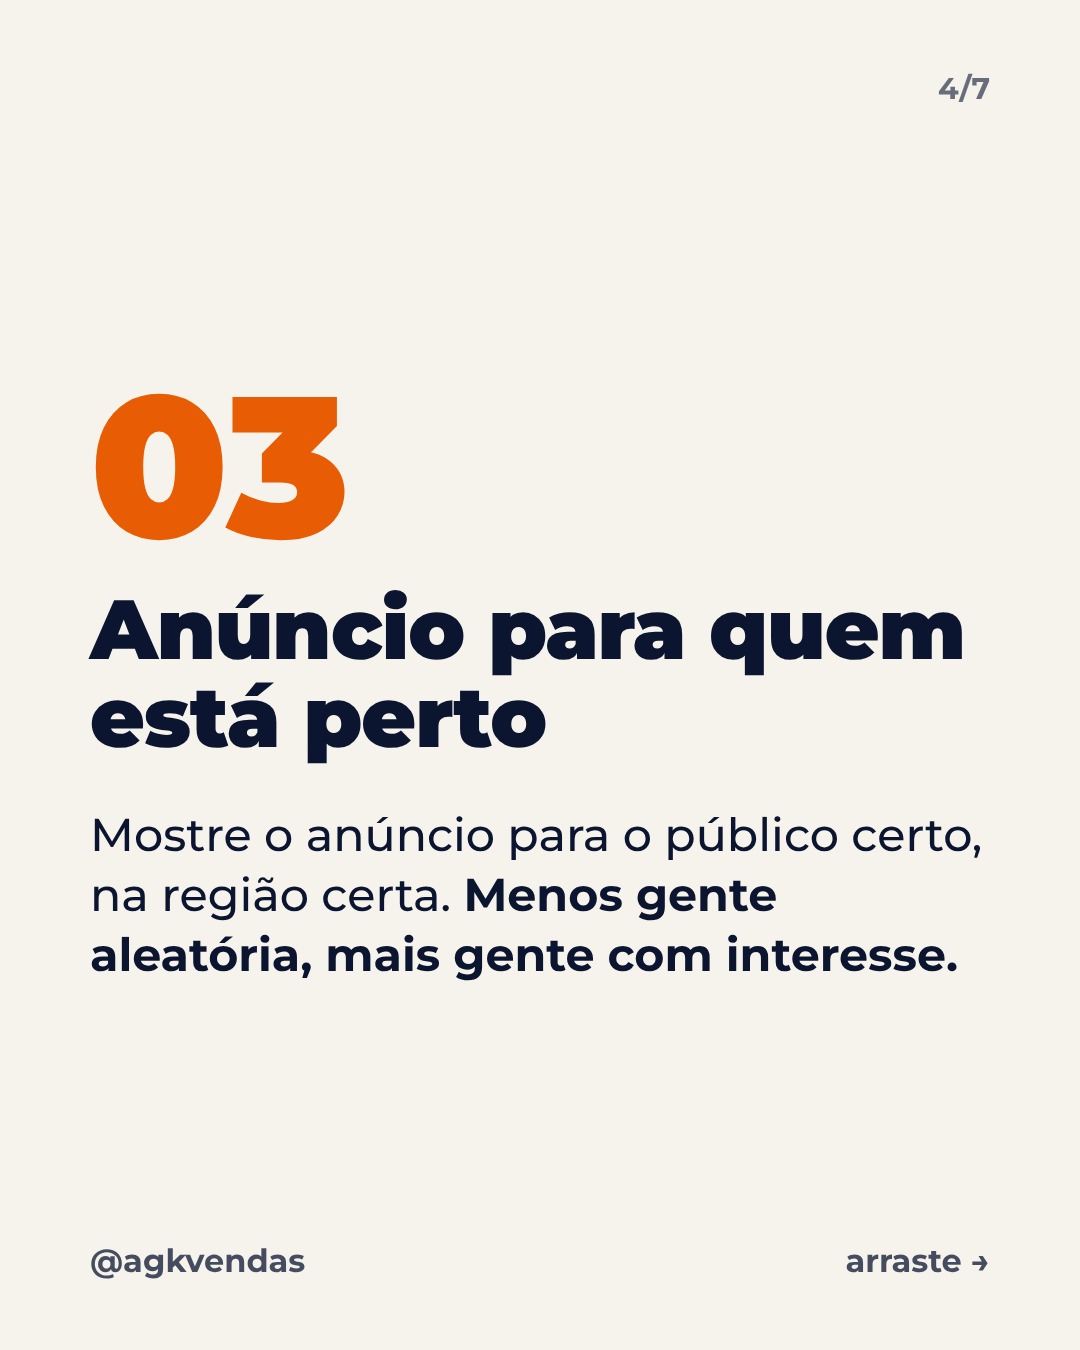 4/7
03
Anúncio para quem
está perto
Mostre o anúncio para o público certo,
na região certa. Menos gente
aleatória, mais gente com interesse.
@agkvendas
arraste →